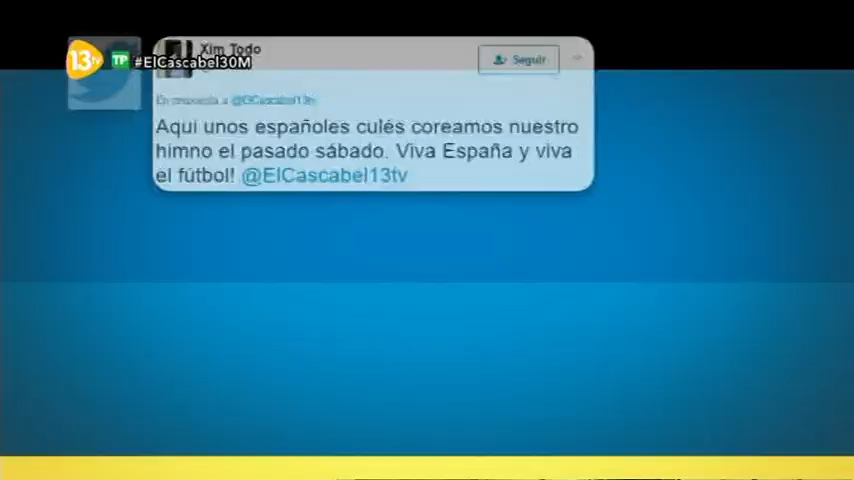 Xim Todo
13tv
TP
#ElCascabel30M
Seguir
En respuesta a @ElCascabel13tv
Aqui unos españoles culés coreamos nuestro
himno el pasado sábado. Viva España y viva
el fútbol! @ElCascabel13tv